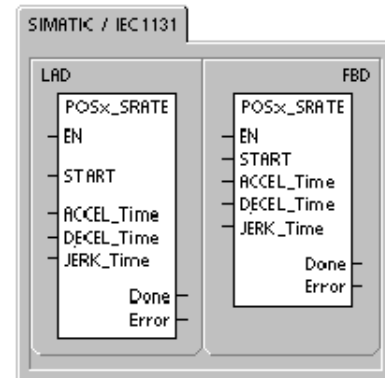 SIMATIC / IEC 1131
LAD
POSx_SRATE
EN
START
ACCEL_Time
DECEL_Time
JERK_Time
Done
Error
FBD
POSx_SRATE
EN
START
ACCEL_Time
DECEL_Time
JERK_Time
Done
Error